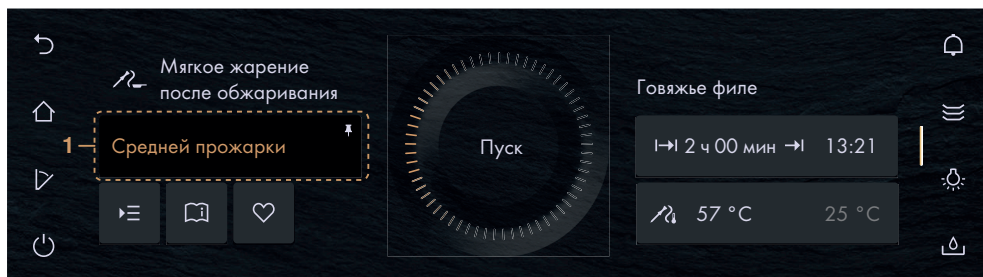 Мягкое жарение
после обжаривания
1
Средней прожарки
Пуск
Говяжье филе
2 ч 00 мин 13:21
57 °C 25 °C